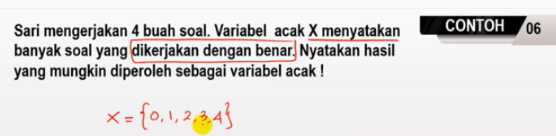 Sari mengerjakan 4 buah soal. Variabel acak X menyatakan
banyak soal yang dikerjakan dengan benar. Nyatakan hasil
yang mungkin diperoleh sebagai variabel acak !
CONTOH 06
X = {0, 1, 2, 3, 4}